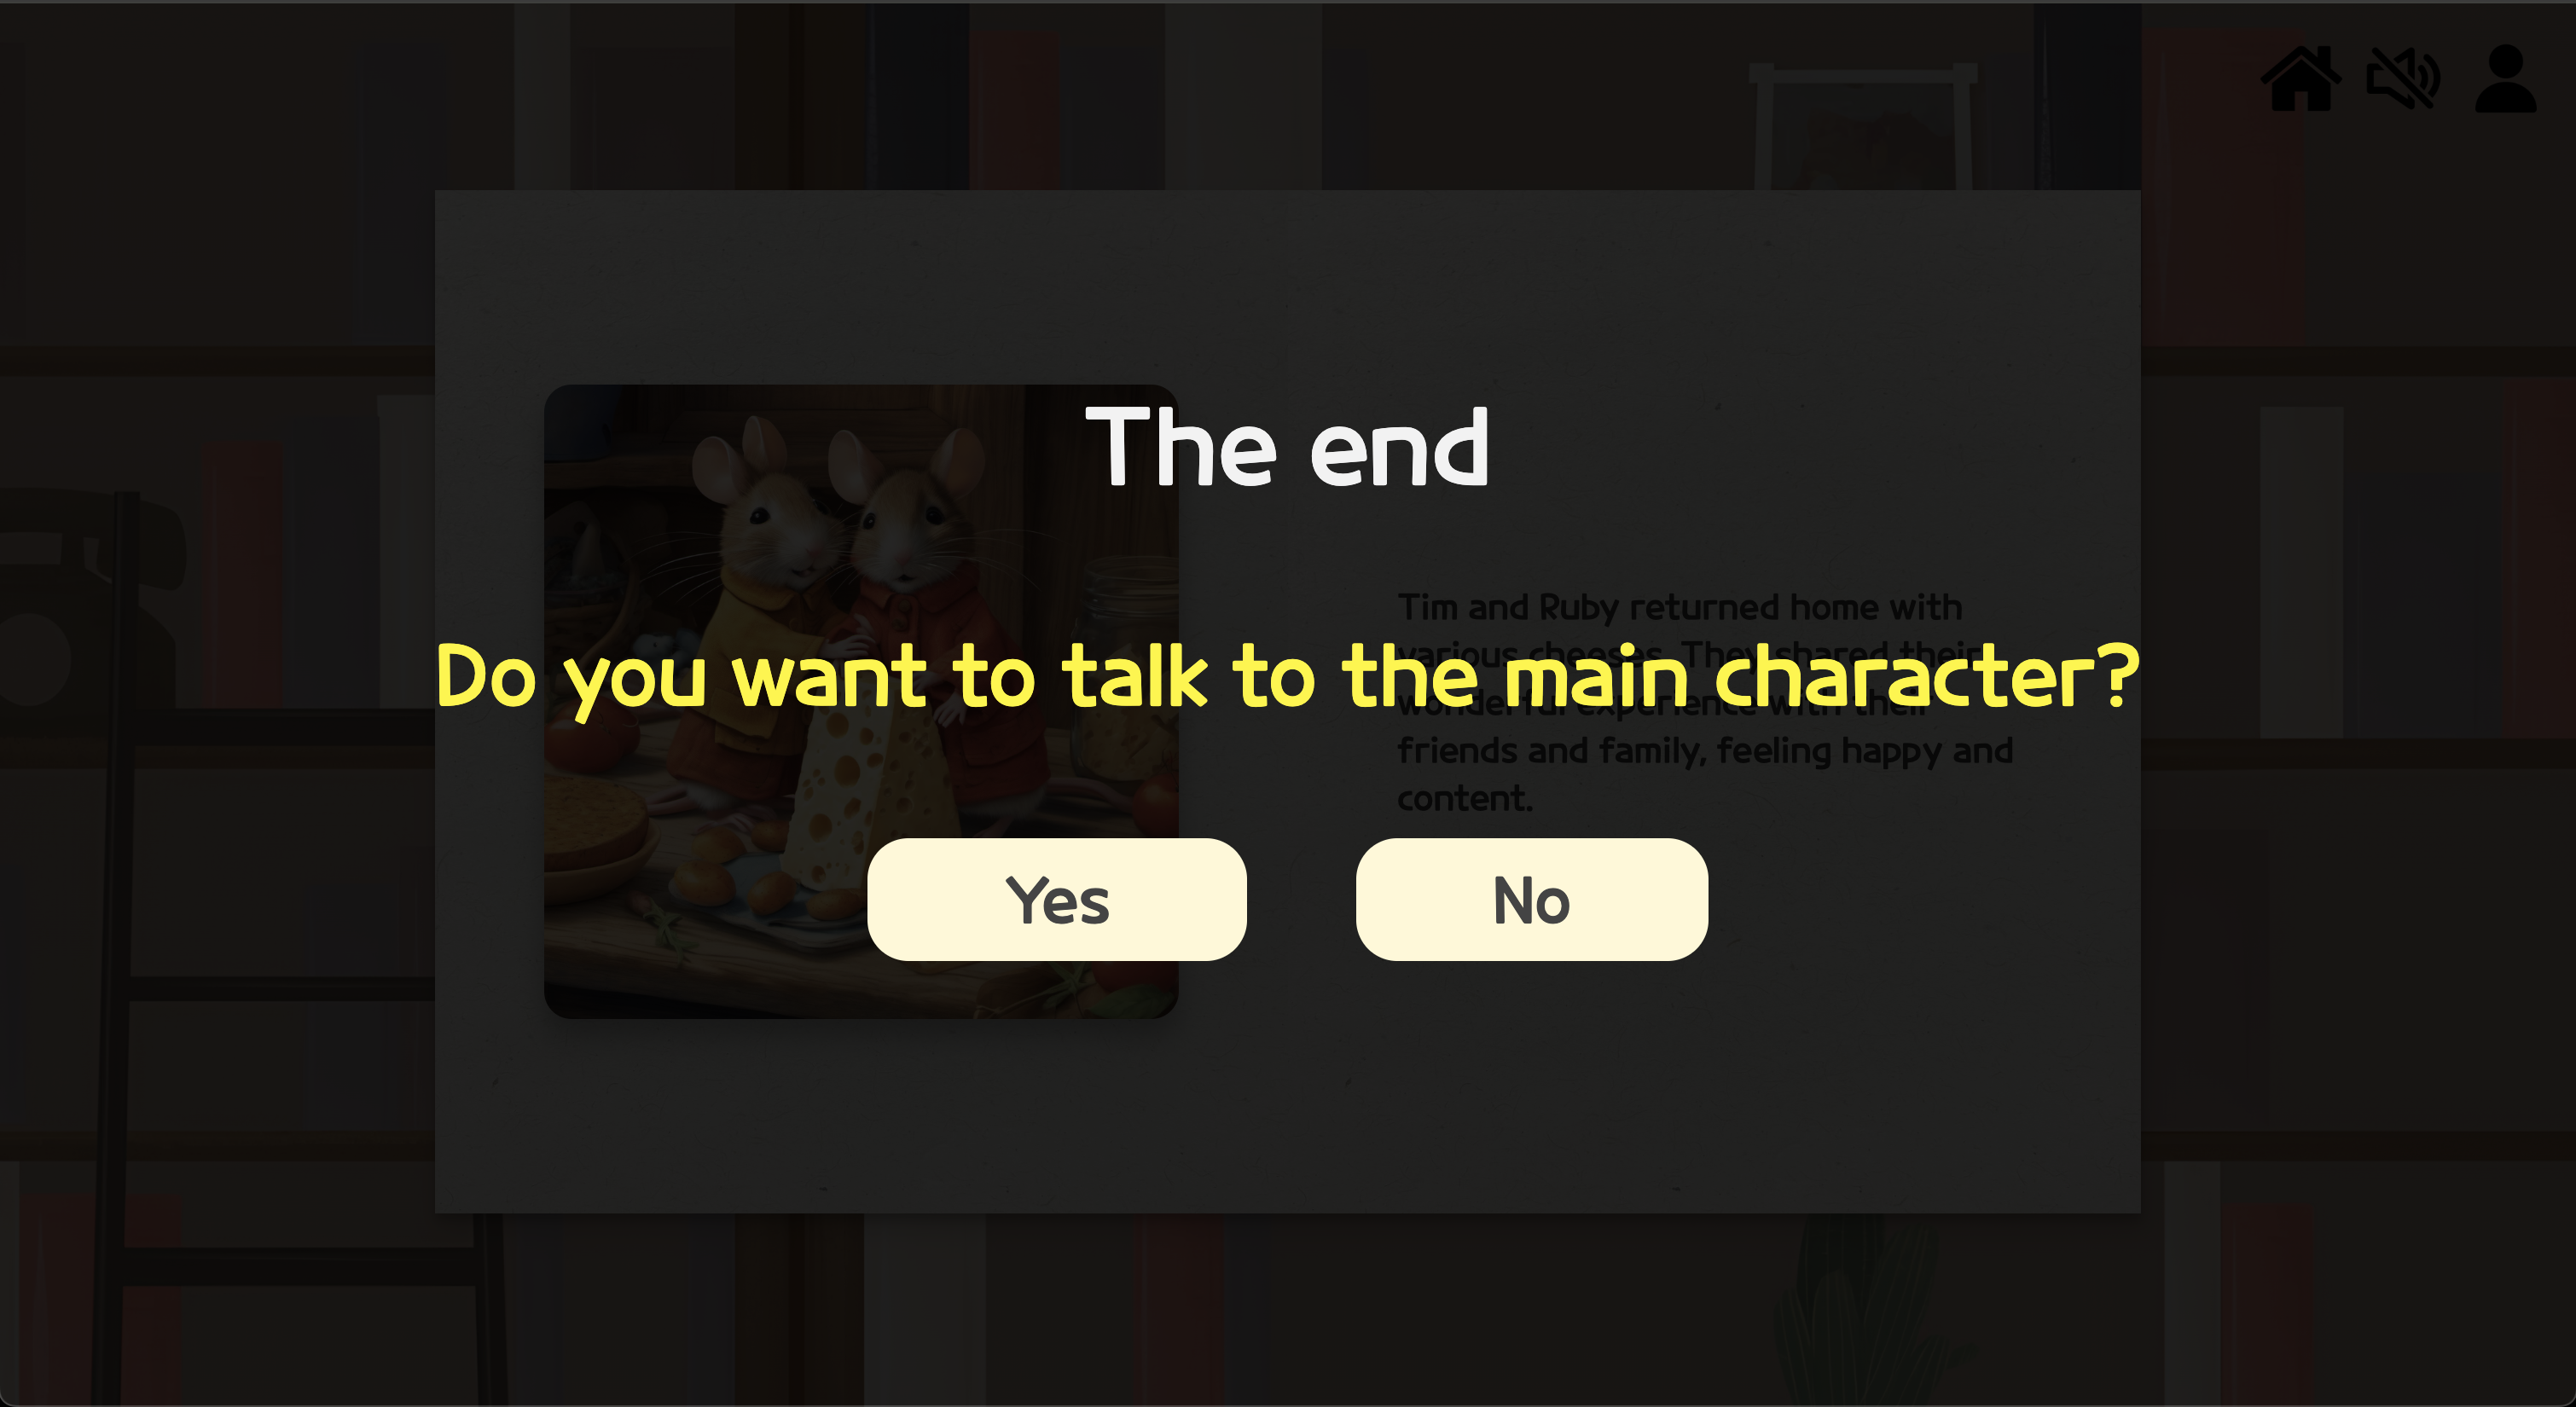 The end
Do you want to talk to the main character?
Tim and Ruby returned home with
various cheeses. They shared their
wonderful experience with their
friends and family, feeling happy and
content.
Yes
No